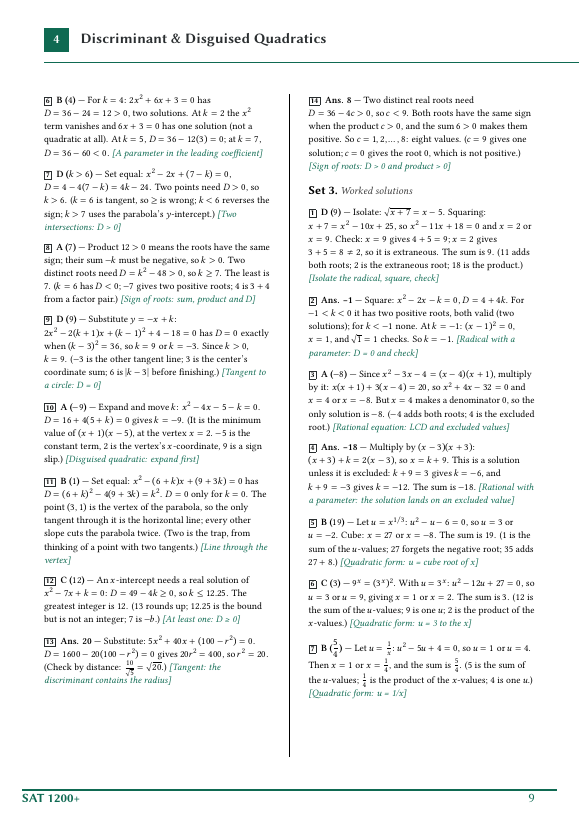 4 Discriminant & Disguised Quadratics
6 B (4) — For k = 4: 2x² + 6x + 3 = 0 has
D = 36 − 24 = 12 > 0, two solutions. At k = 2 the x²
term vanishes and 6x + 3 = 0 has one solution (not a
quadratic at all). At k = 5, D = 36 − 12(3) = 0; at k = 7,
D = 36 − 60 < 0. [A parameter in the leading coefficient]
7 D (k > 6) — Set equal: x² − 2x + (7 − k) = 0,
D = 4 − 4(7 − k) = 4k − 24. Two points need D > 0, so
k > 6. (k = 6 is tangent, so ≥ is wrong; k < 6 reverses the
sign; k > 7 uses the parabola's y-intercept.) [Two
intersections: D > 0]
8 A (7) — Product 12 > 0 means the roots have the same
sign; their sum −k must be negative, so k > 0. Two
distinct roots need D = k² − 48 > 0, so k ≥ 7. The least is
7. (k = 6 has D < 0; −7 gives two positive roots; 4 is 3 + 4
from a factor pair.) [Sign of roots: sum, product and D]
9 D (9) — Substitute y = −x + k:
2x² − 2(k + 1)x + (k − 1)² + 4 − 18 = 0 has D = 0 exactly
when (k − 3)² = 36, so k = 9 or k = −3. Since k > 0,
k = 9. (−3 is the other tangent line; 3 is the center's
coordinate sum; 6 is |k − 3| before finishing.) [Tangent to
a circle: D = 0]
10 A (−9) — Expand and move k: x² − 4x − 5 − k = 0.
D = 16 + 4(5 + k) = 0 gives k = −9. (It is the minimum
value of (x + 1)(x − 5), at the vertex x = 2. −5 is the
constant term, 2 is the vertex's x-coordinate, 9 is a sign
slip.) [Disguised quadratic: expand first]
11 B (1) — Set equal: x² − (6 + k)x + (9 + 3k) = 0 has
D = (6 + k)² − 4(9 + 3k) = k². D = 0 only for k = 0. The
point (3, 1) is the vertex of the parabola, so the only
tangent through it is the horizontal line; every other
slope cuts the parabola twice. (Two is the trap, from
thinking of a point with two tangents.) [Line through the
vertex]
12 C (12) — An x-intercept needs a real solution of
x² − 7x + k = 0: D = 49 − 4k ≥ 0, so k ≤ 12.25. The
greatest integer is 12. (13 rounds up; 12.25 is the bound
but is not an integer; 7 is −b.) [At least one: D ≥ 0]
13 Ans. 20 — Substitute: 5x² + 40x + (100 − r²) = 0.
D = 1600 − 20(100 − r²) = 0 gives 20r² = 400, so r² = 20.
(Check by distance: 10/√5 = √20.) [Tangent: the
discriminant contains the radius]
14 Ans. 8 — Two distinct real roots need
D = 36 − 4c > 0, so c < 9. Both roots have the same sign
when the product c > 0, and the sum 6 > 0 makes them
positive. So c = 1, 2, … , 8: eight values. (c = 9 gives one
solution; c = 0 gives the root 0, which is not positive.)
[Sign of roots: D > 0 and product > 0]
Set 3. Worked solutions
1 D (9) — Isolate: √(x + 7) = x − 5. Squaring:
x + 7 = x² − 10x + 25, so x² − 11x + 18 = 0 and x = 2 or
x = 9. Check: x = 9 gives 4 + 5 = 9; x = 2 gives
3 + 5 = 8 ≠ 2, so it is extraneous. The sum is 9. (11 adds
both roots; 2 is the extraneous root; 18 is the product.)
[Isolate the radical, square, check]
2 Ans. −1 — Square: x² − 2x − k = 0, D = 4 + 4k. For
−1 < k < 0 it has two positive roots, both valid (two
solutions); for k < −1 none. At k = −1: (x − 1)² = 0,
x = 1, and √1 = 1 checks. So k = −1. [Radical with a
parameter: D = 0 and check]
3 A (−8) — Since x² − 3x − 4 = (x − 4)(x + 1), multiply
by it: x(x + 1) + 3(x − 4) = 20, so x² + 4x − 32 = 0 and
x = 4 or x = −8. But x = 4 makes a denominator 0, so the
only solution is −8. (−4 adds both roots; 4 is the excluded
root.) [Rational equation: LCD and excluded values]
4 Ans. −18 — Multiply by (x − 3)(x + 3):
(x + 3) + k = 2(x − 3), so x = k + 9. This is a solution
unless it is excluded: k + 9 = 3 gives k = −6, and
k + 9 = −3 gives k = −12. The sum is −18. [Rational with
a parameter: the solution lands on an excluded value]
5 B (19) — Let u = x^{1/3}: u² − u − 6 = 0, so u = 3 or
u = −2. Cube: x = 27 or x = −8. The sum is 19. (1 is the
sum of the u-values; 27 forgets the negative root; 35 adds
27 + 8.) [Quadratic form: u = cube root of x]
6 C (3) — 9ˣ = (3ˣ)². With u = 3ˣ: u² − 12u + 27 = 0, so
u = 3 or u = 9, giving x = 1 or x = 2. The sum is 3. (12 is
the sum of the u-values; 9 is one u; 2 is the product of the
x-values.) [Quadratic form: u = 3 to the x]
7 B (5/4) — Let u = 1/x: u² − 5u + 4 = 0, so u = 1 or u = 4.
Then x = 1 or x = 1/4, and the sum is 5/4. (5 is the sum of
the u-values; 1/4 is the product of the x-values; 4 is one u.)
[Quadratic form: u = 1/x]
SAT 1200+ 9